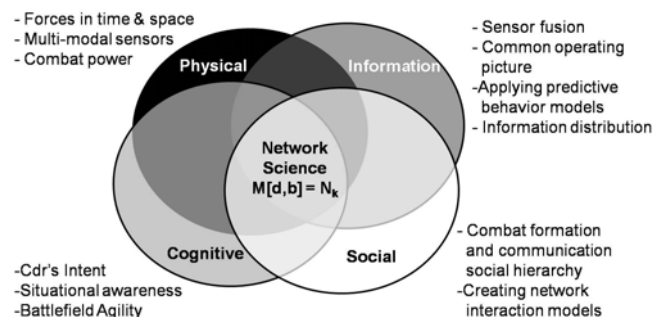 - Forces in time & space
- Multi-modal sensors
- Combat power
Physical
Information
- Sensor fusion
- Common operating
picture
-Applying predictive
behavior models
- Information distribution
Network
Science
M[d,b] = Nk
Cognitive
Social
-Cdr's Intent
- Situational awareness
- Battlefield Agility
- Combat formation
and communication
social hierarchy
-Creating network
interaction models